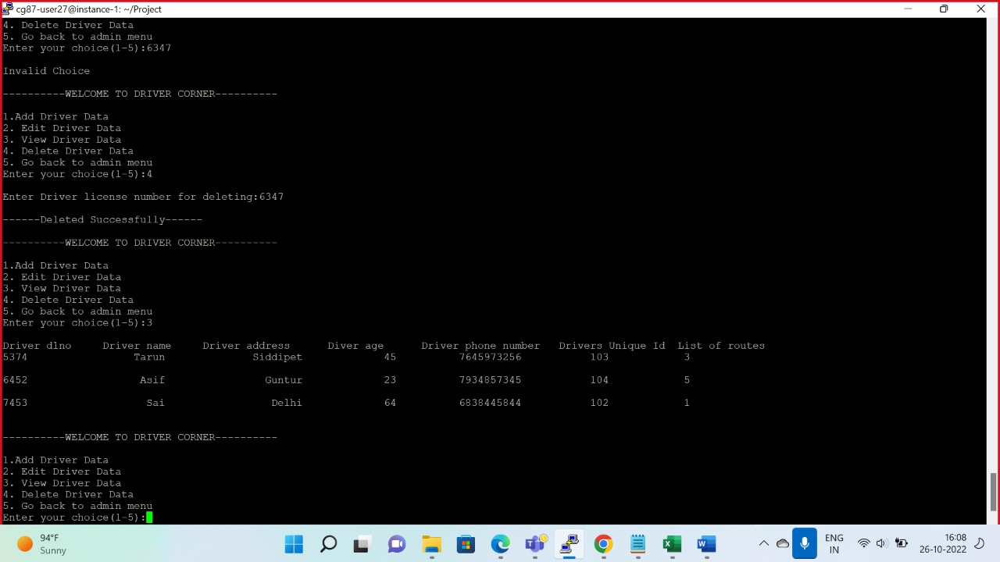 cg87-user27@instance-1: ~/Project
4. Delete Driver Data
5. Go back to admin menu
Enter your choice(1-5):6347
Invalid Choice
----------WELCOME TO DRIVER CORNER----------
1.Add Driver Data
2. Edit Driver Data
3. View Driver Data
4. Delete Driver Data
5. Go back to admin menu
Enter your choice(1-5):4
Enter Driver license number for deleting:6347
------Deleted Successfully------
----------WELCOME TO DRIVER CORNER----------
1.Add Driver Data
2. Edit Driver Data
3. View Driver Data
4. Delete Driver Data
5. Go back to admin menu
Enter your choice(1-5):3
Driver dlno Driver name Driver address Diver age Driver phone number Drivers Unique Id List of routes
5374 Tarun Siddipet 45 7645973256 103 3
6452 Asif Guntur 23 7934857345 104 5
7453 Sai Delhi 64 6838445844 102 1
----------WELCOME TO DRIVER CORNER----------
1.Add Driver Data
2. Edit Driver Data
3. View Driver Data
4. Delete Driver Data
5. Go back to admin menu
Enter your choice(1-5):
94°F
Sunny
ENG
IN
16:08
26-10-2022